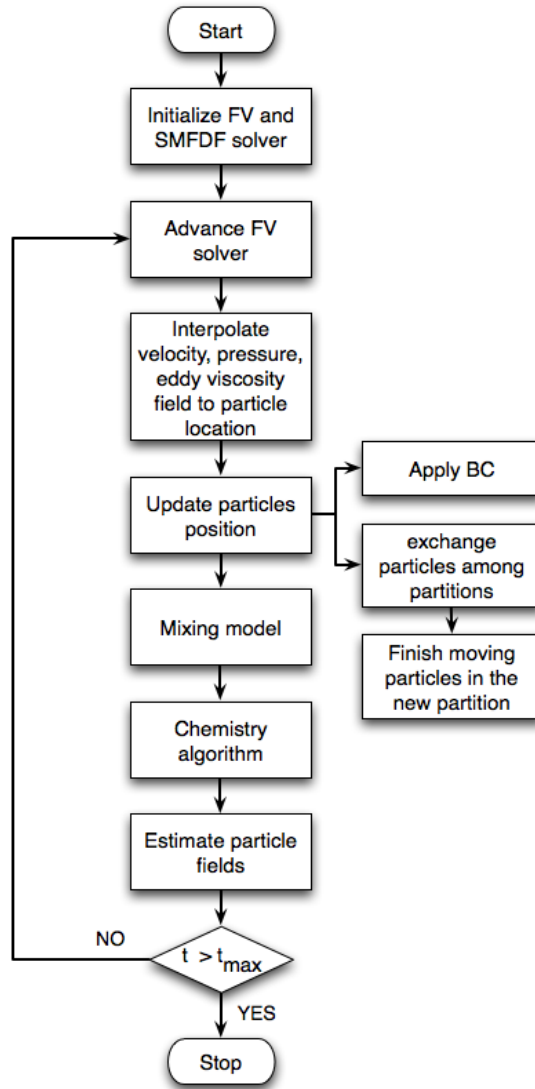 Start
Initialize FV and
SMFDF solver
Advance FV
solver
Interpolate
velocity, pressure,
eddy viscosity
field to particle
location
Update particles
position
Apply BC
exchange
particles among
partitions
Finish moving
particles in the
new partition
Mixing model
Chemistry
algorithm
Estimate particle
fields
NO
t > tmax
YES
Stop